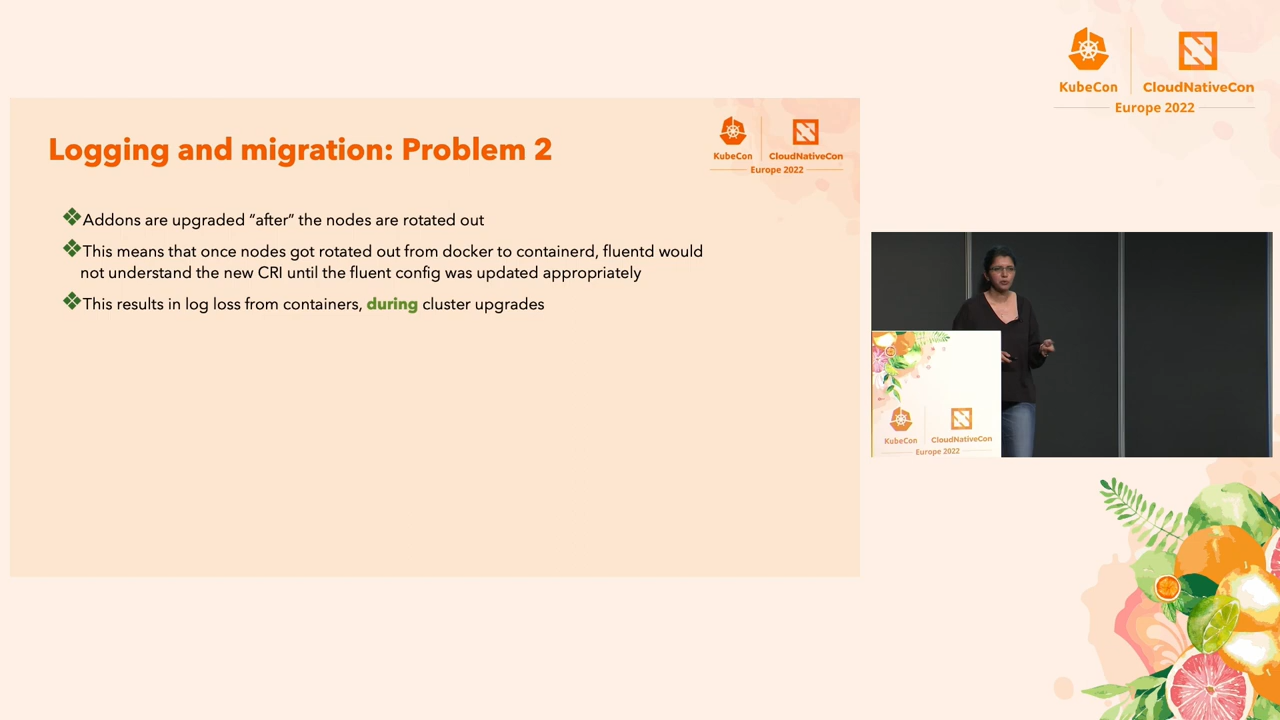 KubeCon
CloudNativeCon
Europe 2022
Logging and migration: Problem 2
KubeCon
CloudNativeCon
Europe 2022
❖Addons are upgraded “after” the nodes are rotated out
❖This means that once nodes got rotated out from docker to containerd, fluentd would
not understand the new CRI until the fluent config was updated appropriately
❖This results in log loss from containers, during cluster upgrades
KubeCon
CloudNativeCon
Europe 2022